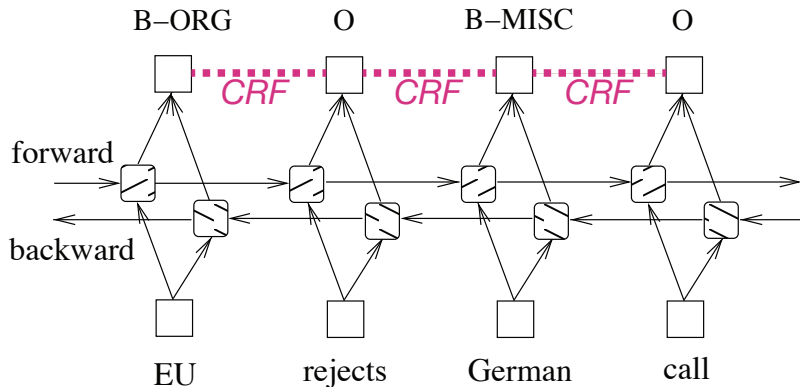 B–ORG O B–MISC O
CRF CRF CRF
forward
backward
EU rejects German call